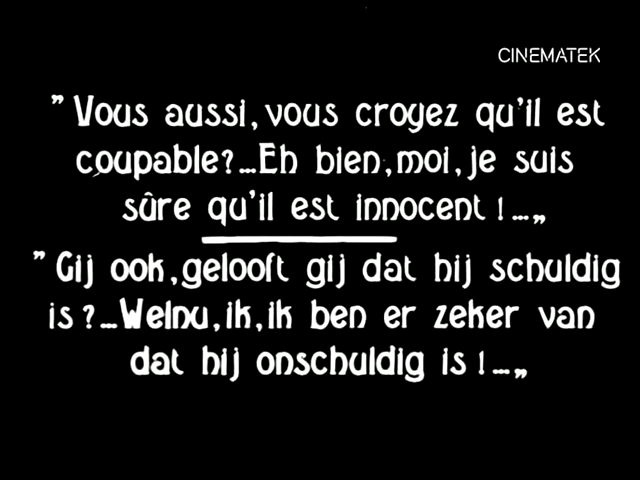 CINEMATEK
"Vous aussi, vous croyez qu'il est
coupable?...Eh bien, moi, je suis
sûre qu'il est innocent !...„
"Gij ook, gelooft gij dat hij schuldig
is ?...Welnu, ik, ik ben er zeker van
dat hij onschuldig is !...„